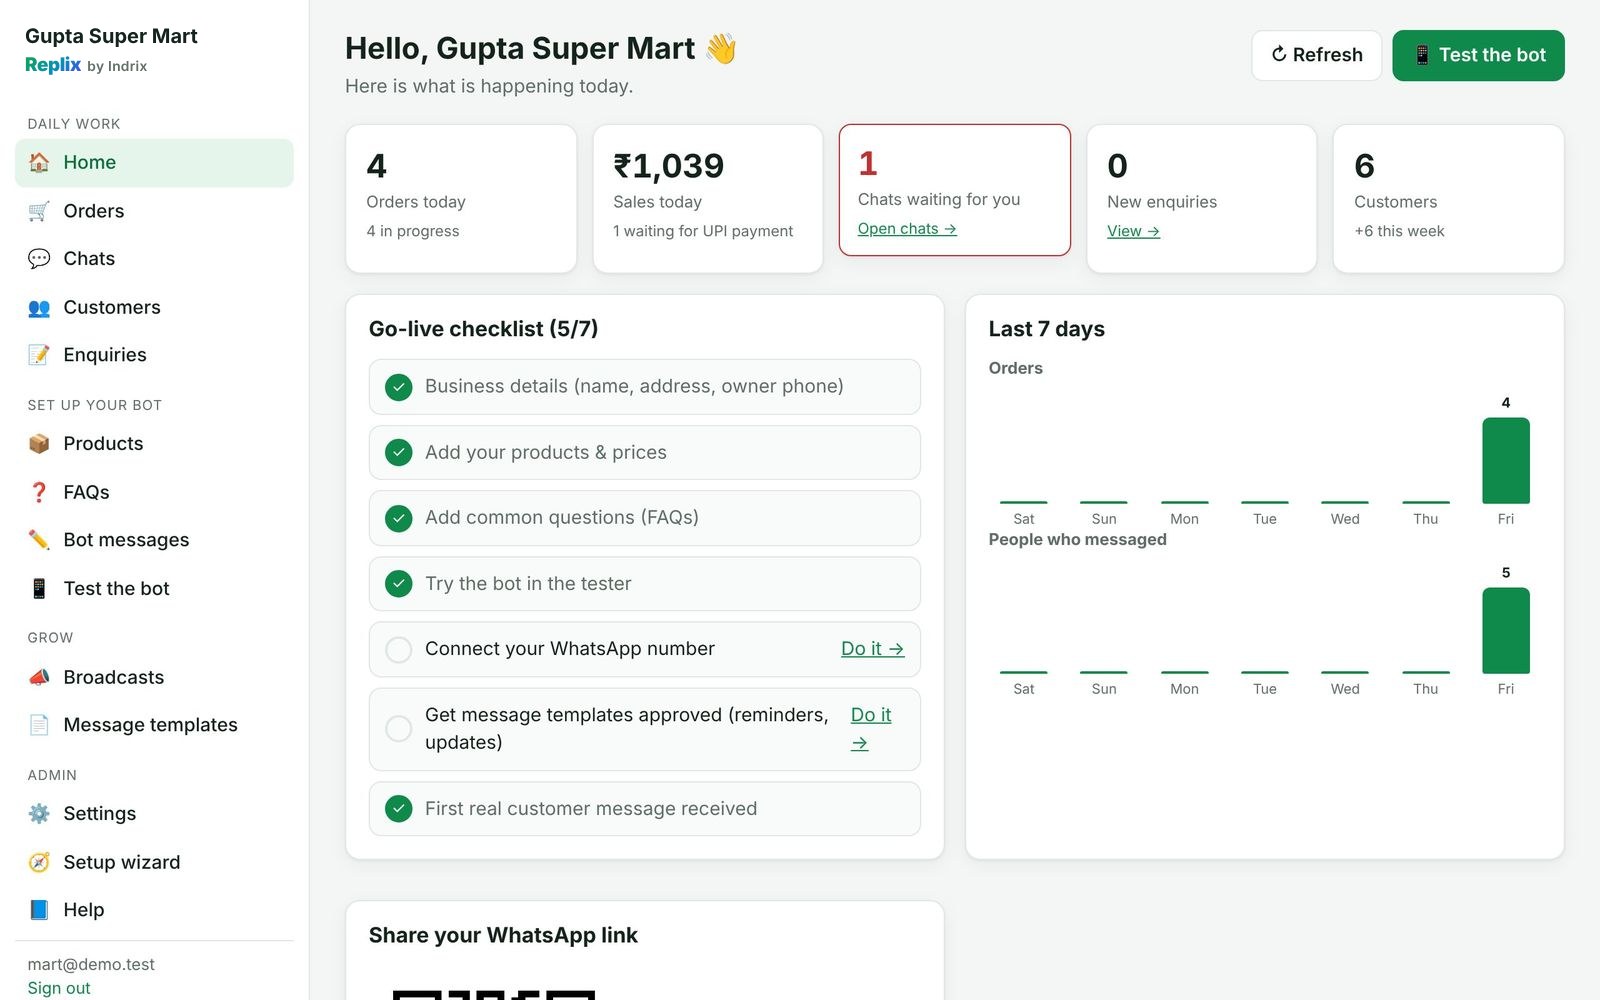 Gupta Super Mart
Replix by Indrix
DAILY WORK
Home
Orders
Chats
Customers
Enquiries
SET UP YOUR BOT
Products
FAQs
Bot messages
Test the bot
GROW
Broadcasts
Message templates
ADMIN
Settings
Setup wizard
Help
mart@demo.test
Sign out
Hello, Gupta Super Mart 👋
Here is what is happening today.
↻ Refresh
📱 Test the bot
4
Orders today
4 in progress
₹1,039
Sales today
1 waiting for UPI payment
1
Chats waiting for you
Open chats →
0
New enquiries
View →
6
Customers
+6 this week
Go-live checklist (5/7)
Business details (name, address, owner phone)
Add your products & prices
Add common questions (FAQs)
Try the bot in the tester
Connect your WhatsApp number Do it →
Get message templates approved (reminders, Do it
updates) →
First real customer message received
Last 7 days
Orders
4
Sat Sun Mon Tue Wed Thu Fri
People who messaged
5
Sat Sun Mon Tue Wed Thu Fri
Share your WhatsApp link